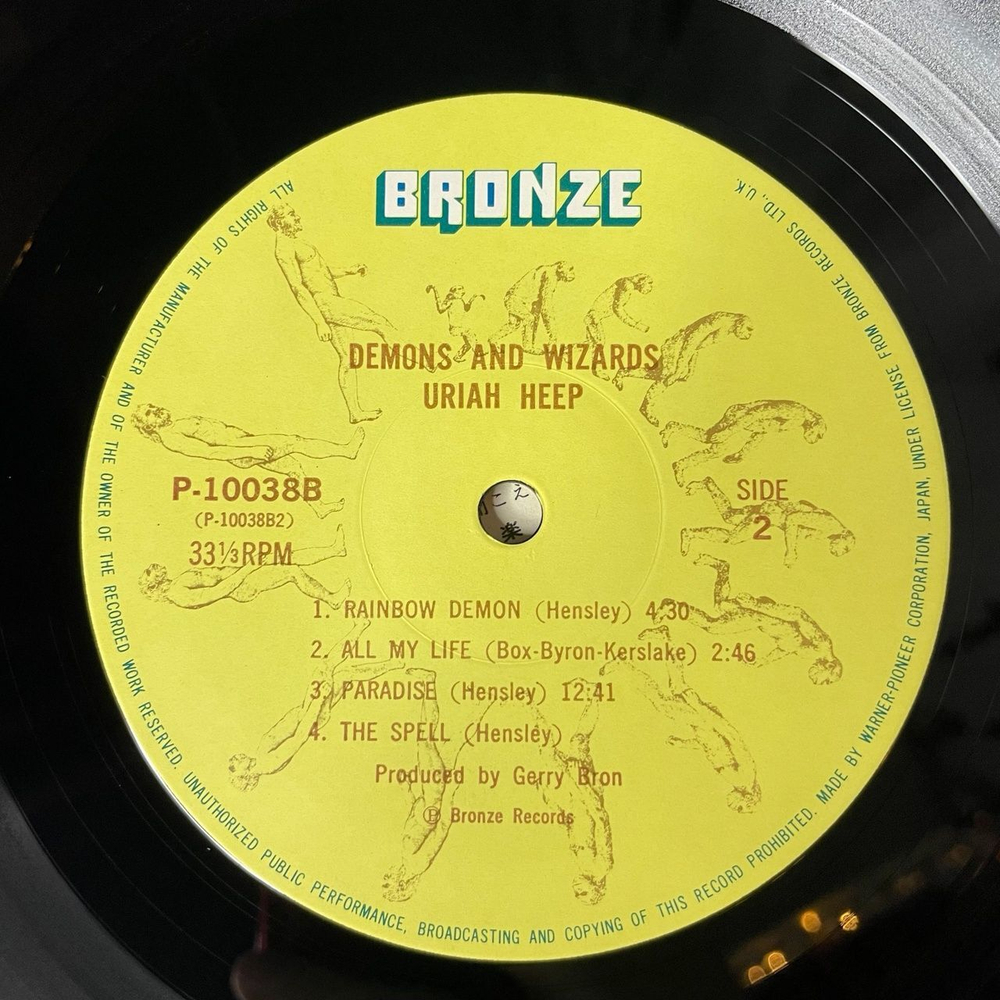 BRONZE
DEMONS AND WIZARDS
URIAH HEEP
P-10038B
(P-10038B2)
33⅓RPM
SIDE
2
こえ
楽
1. RAINBOW DEMON (Hensley) 4:30
2. ALL MY LIFE (Box-Byron-Kerslake) 2:46
3. PARADISE (Hensley) 12:41
4. THE SPELL (Hensley)
Produced by Gerry Bron
Ⓟ Bronze Records
ALL RIGHTS OF THE MANUFACTURER AND OF THE OWNER OF THE RECORDED WORK RESERVED. UNAUTHORIZED PUBLIC PERFORMANCE, BROADCASTING AND COPYING OF THIS RECORD PROHIBITED. MADE BY WARNER-PIONEER CORPORATION, JAPAN, UNDER LICENSE FROM BRONZE RECORDS LTD., U.K.